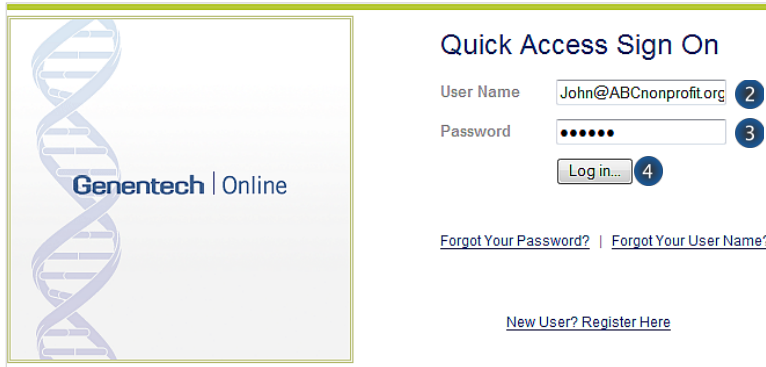 Quick Access Sign On
User Name John@ABCnonprofit.org 2
Password •••••• 3
Log in... 4
Genentech | Online
Forgot Your Password? | Forgot Your User Name?
New User? Register Here